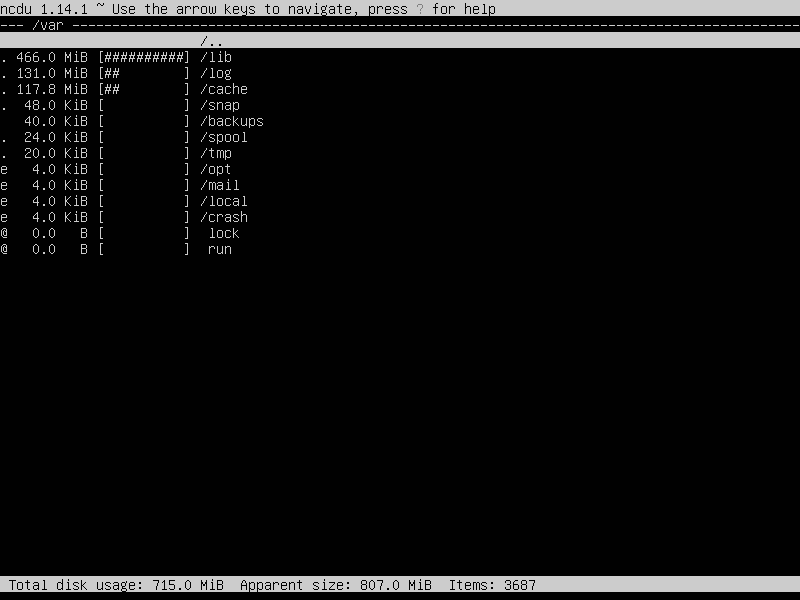 ncdu 1.14.1 ~ Use the arrow keys to navigate, press ? for help
--- /var ----------------------------------------------------------------------------------------
                         /..
. 466.0 MiB [##########] /lib
. 131.0 MiB [##        ] /log
. 117.8 MiB [##        ] /cache
.  48.0 KiB [          ] /snap
   40.0 KiB [          ] /backups
.  24.0 KiB [          ] /spool
.  20.0 KiB [          ] /tmp
e   4.0 KiB [          ] /opt
e   4.0 KiB [          ] /mail
e   4.0 KiB [          ] /local
e   4.0 KiB [          ] /crash
@   0.0   B [          ]  lock
@   0.0   B [          ]  run
 Total disk usage: 715.0 MiB  Apparent size: 807.0 MiB  Items: 3687